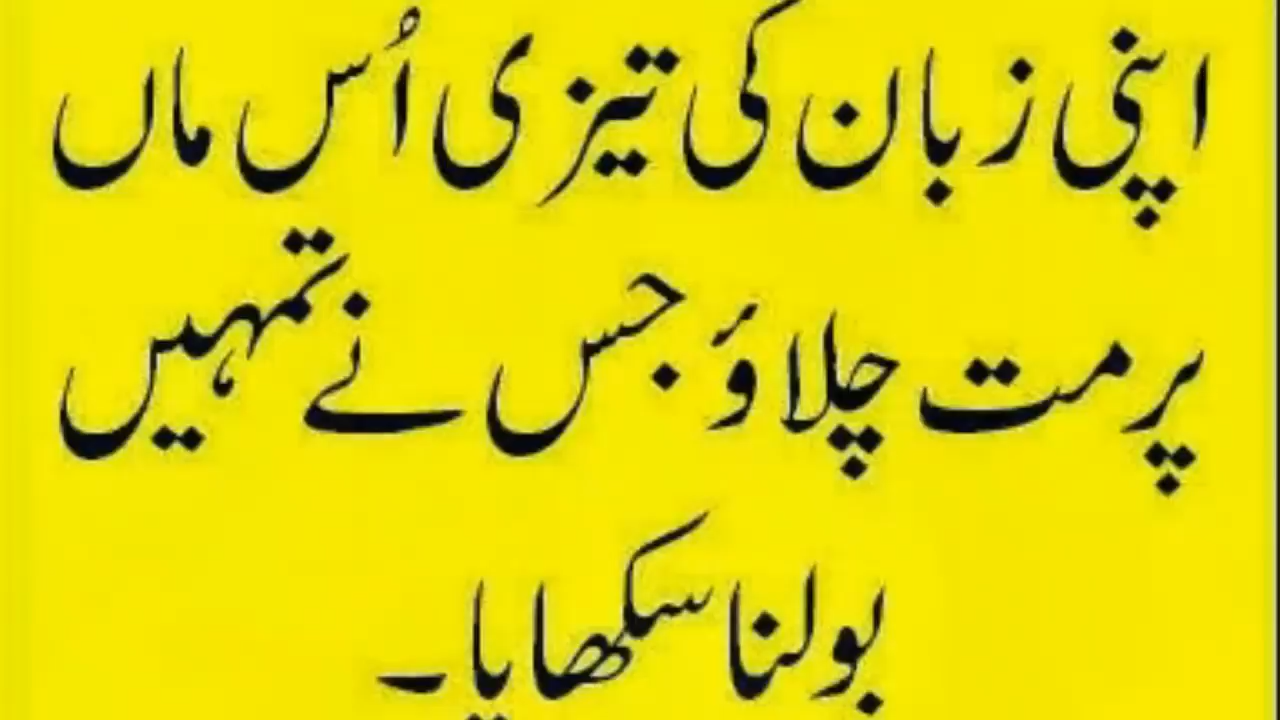 اپنی زبان کی تیزی اُس ماں
پر مت چلاؤ جس نے تمہیں
بولنا سکھایا۔